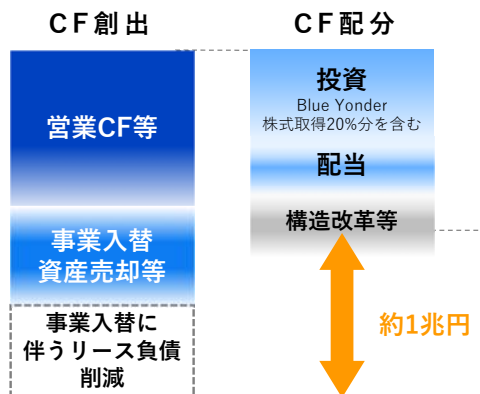 CF創出
CF配分
営業CF等
事業入替
資産売却等
事業入替に
伴うリース負債
削減
投資
Blue Yonder
株式取得20%分を含む
配当
構造改革等
約1兆円